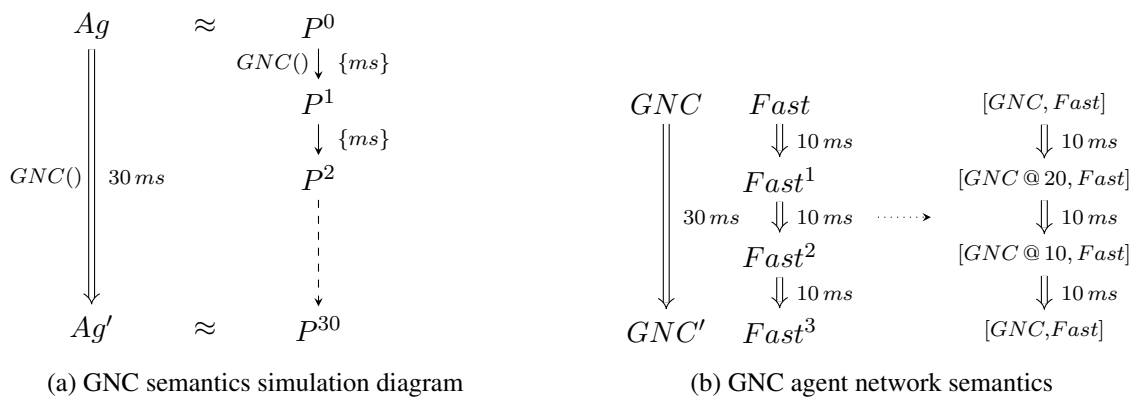 Ag ≈ P^0
GNC() {ms}
P^1
{ms}
GNC() 30 ms P^2
Ag′ ≈ P^30
(a) GNC semantics simulation diagram
GNC Fast [GNC, Fast]
10 ms 10 ms
Fast^1 [GNC @ 20, Fast]
30 ms 10 ms 10 ms
Fast^2 [GNC @ 10, Fast]
10 ms 10 ms
GNC′ Fast^3 [GNC,Fast]
(b) GNC agent network semantics